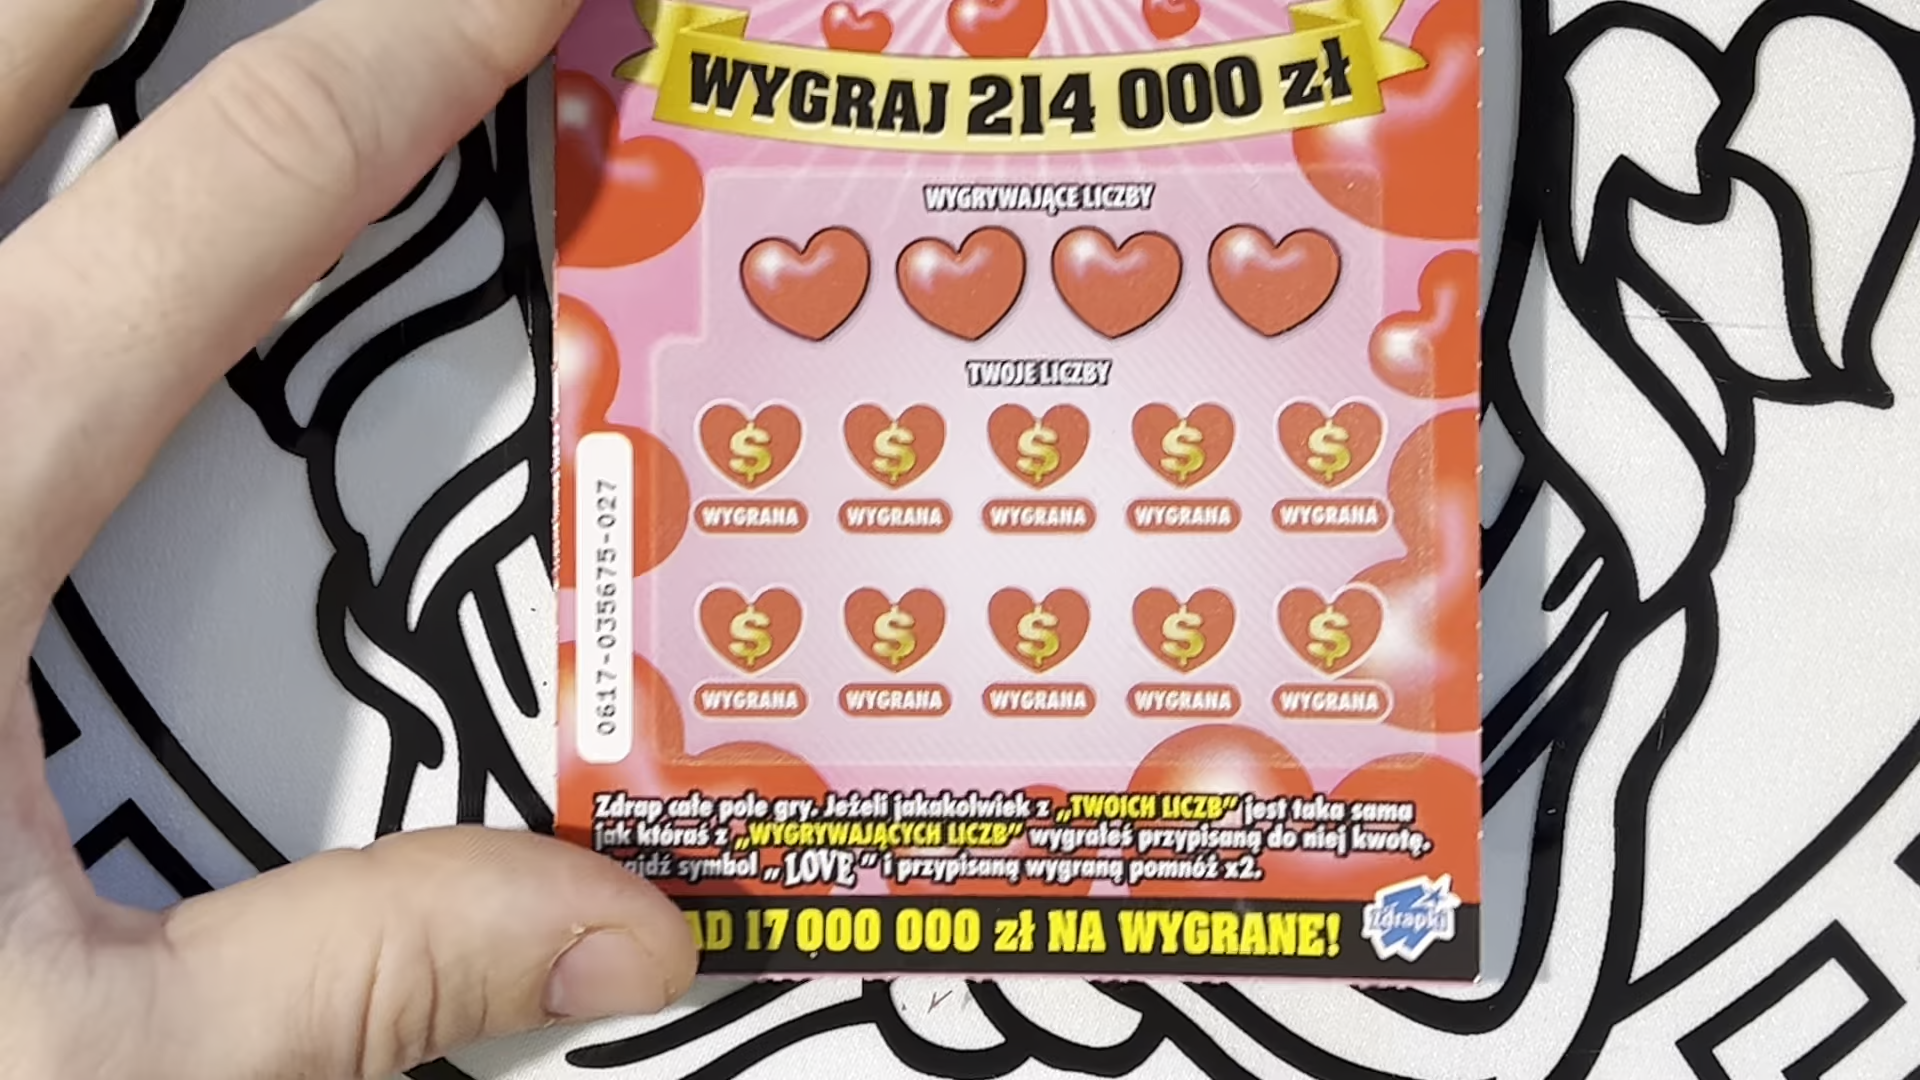 WYGRAJ 214 000 zł
WYGRYWAJĄCE LICZBY
TWOJE LICZBY
$ $ $ $ $
WYGRANA WYGRANA WYGRANA WYGRANA WYGRANA
$ $ $ $ $
WYGRANA WYGRANA WYGRANA WYGRANA WYGRANA
0617-035675-027
Zdrap całe pole gry. Jeżeli jakakolwiek z „TWOICH LICZB” jest taka sama
jak któraś z „WYGRYWAJĄCYCH LICZB” wygrałeś przypisaną do niej kwotę.
symbol „LOVE” i przypisaną wygraną pomnóż x2.
17 000 000 zł NA WYGRANE!
Zdrapki